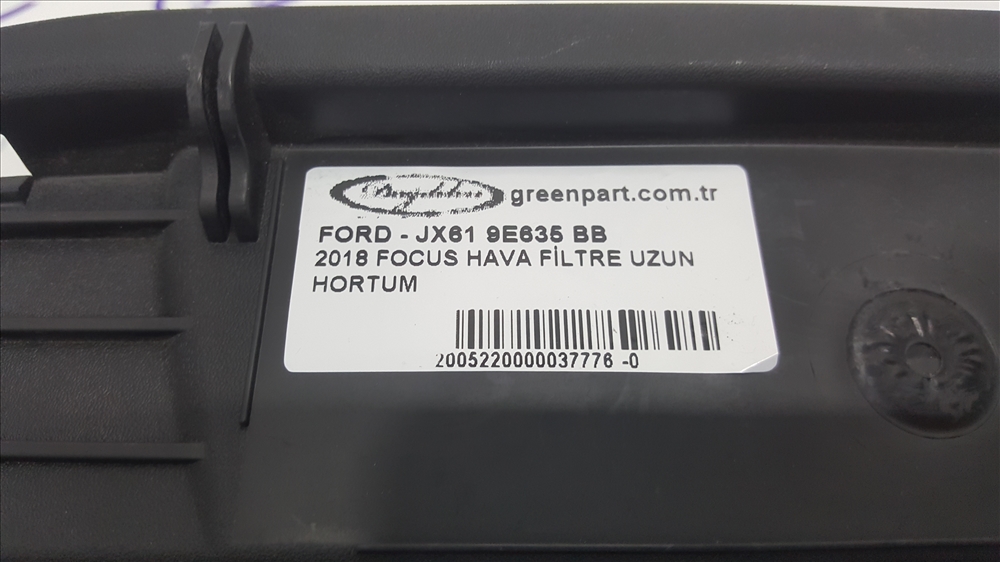 greenpart.com.tr
FORD - JX61 9E635 BB
2018 FOCUS HAVA FİLTRE UZUN
HORTUM
2005220000037776 -0